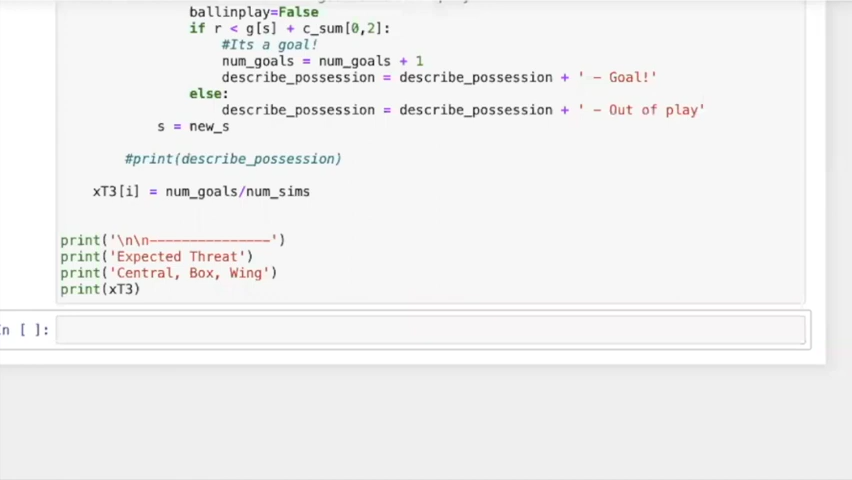 ballinplay=False
if r < g[s] + c_sum[0,2]:
#Its a goal!
num_goals = num_goals + 1
describe_possession = describe_possession + ' - Goal!'
else:
describe_possession = describe_possession + ' - Out of play'
s = new_s
#print(describe_possession)
xT3[i] = num_goals/num_sims
print('\n\n---------------')
print('Expected Threat')
print('Central, Box, Wing')
print(xT3)
n [ ]: